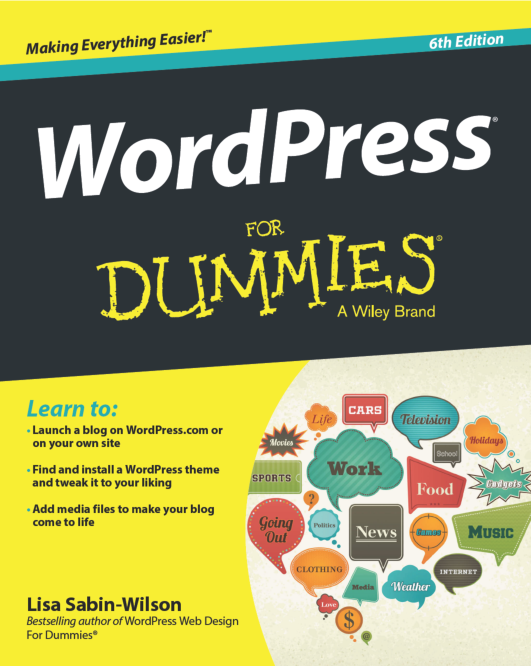 Making Everything Easier!™
6th Edition
WordPress®
FOR
DUMMIES®
A Wiley Brand
Learn to:
• Launch a blog on WordPress.com or
on your own site
• Find and install a WordPress theme
and tweak it to your liking
• Add media files to make your blog
come to life
Lisa Sabin-Wilson
Bestselling author of WordPress Web Design
For Dummies®
Life
CARS
Television
Movies
Work
School
Holidays
SPORTS
Food
Gadgets
?
Going
Out
Politics
News
Games
MUSIC
CLOTHING
Media
Weather
INTERNET
Love
$
@